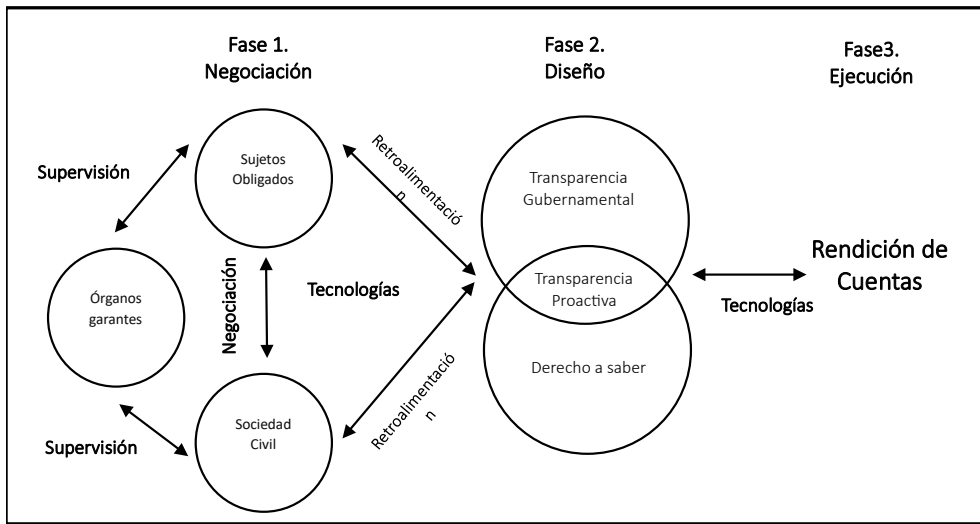 Fase 1.
Negociación
Fase 2.
Diseño
Fase3.
Ejecución
Supervisión
Sujetos
Obligados
Retroalimentació
n
Transparencia
Gubernamental
Órganos
garantes
Negociación
Tecnologías
Transparencia
Proactiva
Rendición de
Cuentas
Tecnologías
Derecho a saber
Supervisión
Sociedad
Civil
Retroalimentació
n